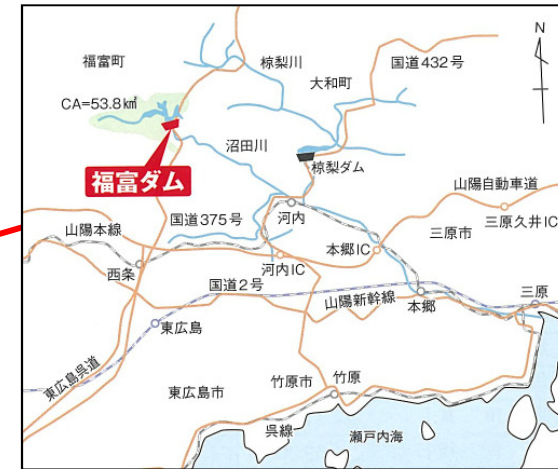 N
福富町
椋梨川
国道432号
大和町
CA=53.8k㎡
沼田川
椋梨ダム
福富ダム
山陽自動車道
河内
国道375号
三原久井IC
山陽本線
本郷IC
三原市
河内IC
西条
国道2号
山陽新幹線
本郷
三原
東広島
東広島呉道
東広島市
竹原市
竹原
呉線
瀬戸内海